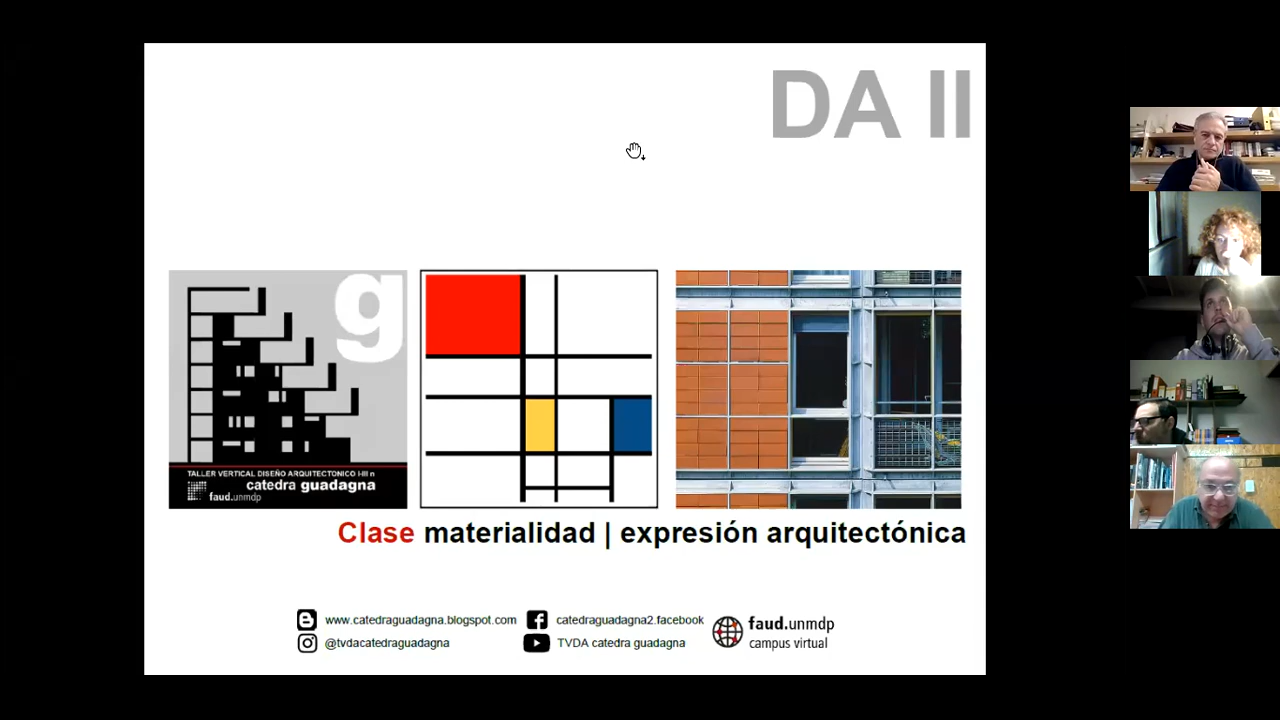 DA II
g
TALLER VERTICAL DISEÑO ARQUITECTONICO I-III n
catedra guadagna
faud.unmdp
Clase materialidad | expresión arquitectónica
www.catedraguadagna.blogspot.com
catedraguadagna2.facebook
@tvdacatedraguadagna
TVDA catedra guadagna
faud.unmdp
campus virtual